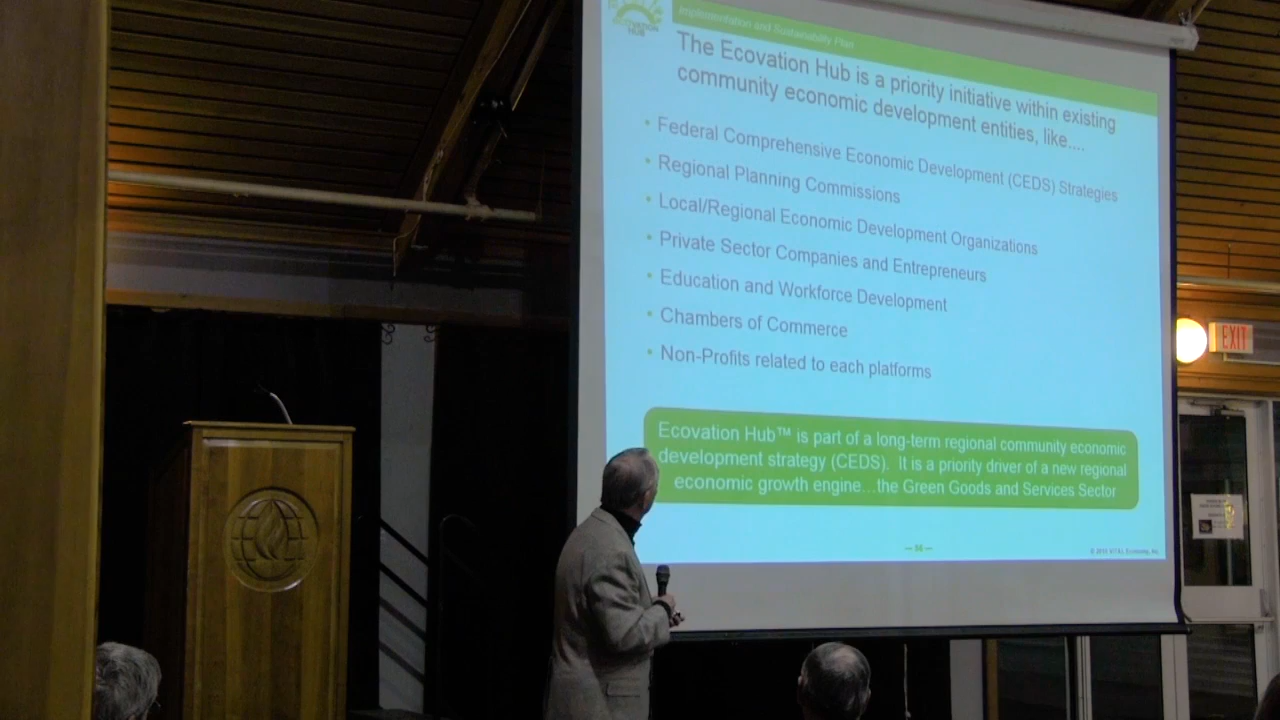 Implementation and Sustainability Plan
HUB
The Ecovation Hub is a priority initiative within existing
community economic development entities, like....
• Federal Comprehensive Economic Development (CEDS) Strategies
• Regional Planning Commissions
• Local/Regional Economic Development Organizations
• Private Sector Companies and Entrepreneurs
• Education and Workforce Development
• Chambers of Commerce
• Non-Profits related to each platforms
Ecovation Hub™ is part of a long-term regional community economic
development strategy (CEDS). It is a priority driver of a new regional
economic growth engine…the Green Goods and Services Sector
EXIT